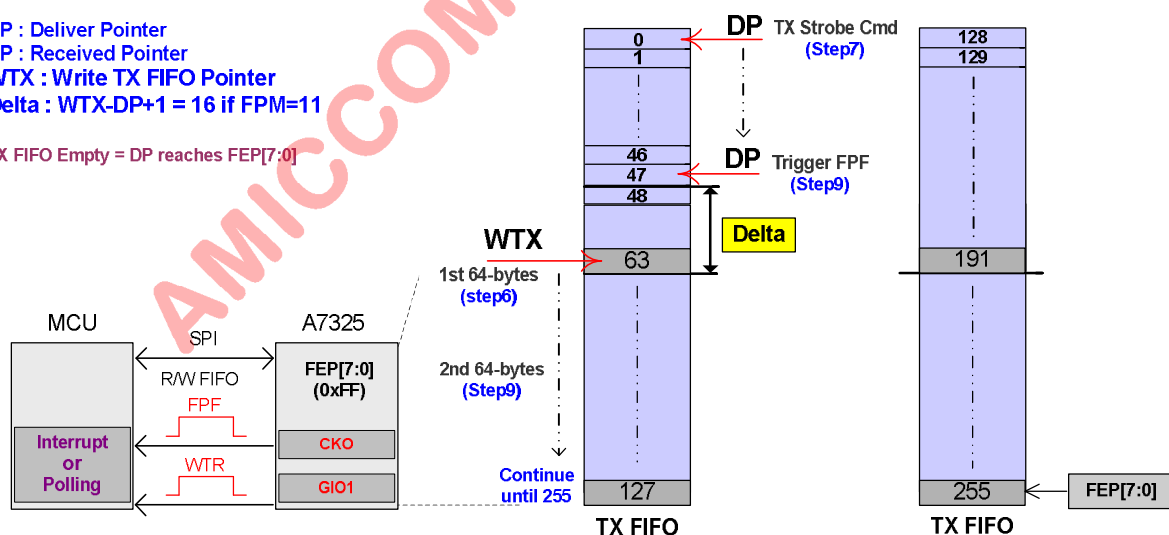 P : Deliver Pointer
P : Received Pointer
WTX : Write TX FIFO Pointer
Delta : WTX-DP+1 = 16 if FPM=11
X FIFO Empty = DP reaches FEP[7:0]
AMICCOM
0
1
46
47
48
63
127
TX FIFO
DP
TX Strobe Cmd
(Step7)
DP
Trigger FPF
(Step9)
Delta
WTX
1st 64-bytes
(step6)
2nd 64-bytes
(Step9)
Continue
until 255
128
129
191
255
TX FIFO
FEP[7:0]
MCU
A7325
SPI
R/W FIFO
FPF
WTR
FEP[7:0]
(0xFF)
CKO
GIO1
Interrupt
or
Polling